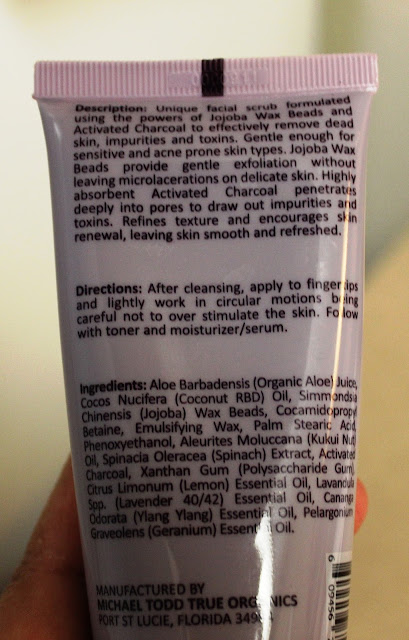 Description: Unique facial scrub formulated
using the powers of Jojoba Wax Beads and
Activated Charcoal to effectively remove dead
skin, impurities and toxins. Gentle enough for
sensitive and acne prone skin types. Jojoba Wax
Beads provide gentle exfoliation without
leaving microlacerations on delicate skin. Highly
absorbent Activated Charcoal penetrates
deeply into pores to draw out impurities and
toxins. Refines texture and encourages skin
renewal, leaving skin smooth and refreshed.
Directions: After cleansing, apply to fingertips
and lightly work in circular motions being
careful not to over stimulate the skin. Follow
with toner and moisturizer/serum.
Ingredients: Aloe Barbadensis (Organic Aloe) Juice,
Cocos Nucifera (Coconut RBD) Oil, Simmondsia
Chinensis (Jojoba) Wax Beads, Cocamidopropyl
Betaine, Emulsifying Wax, Palm Stearic Acid,
Phenoxyethanol, Aleurites Moluccana (Kukui Nut)
Oil, Spinacia Oleracea (Spinach) Extract, Activated
Charcoal, Xanthan Gum (Polysaccharide Gum),
Citrus Limonum (Lemon) Essential Oil, Lavandula
Spp. (Lavender 40/42) Essential Oil, Cananga
Odorata (Ylang Ylang) Essential Oil, Pelargonium
Graveolens (Geranium) Essential Oil.
MANUFACTURED BY
MICHAEL TODD TRUE ORGANICS
PORT ST LUCIE, FLORIDA
09456